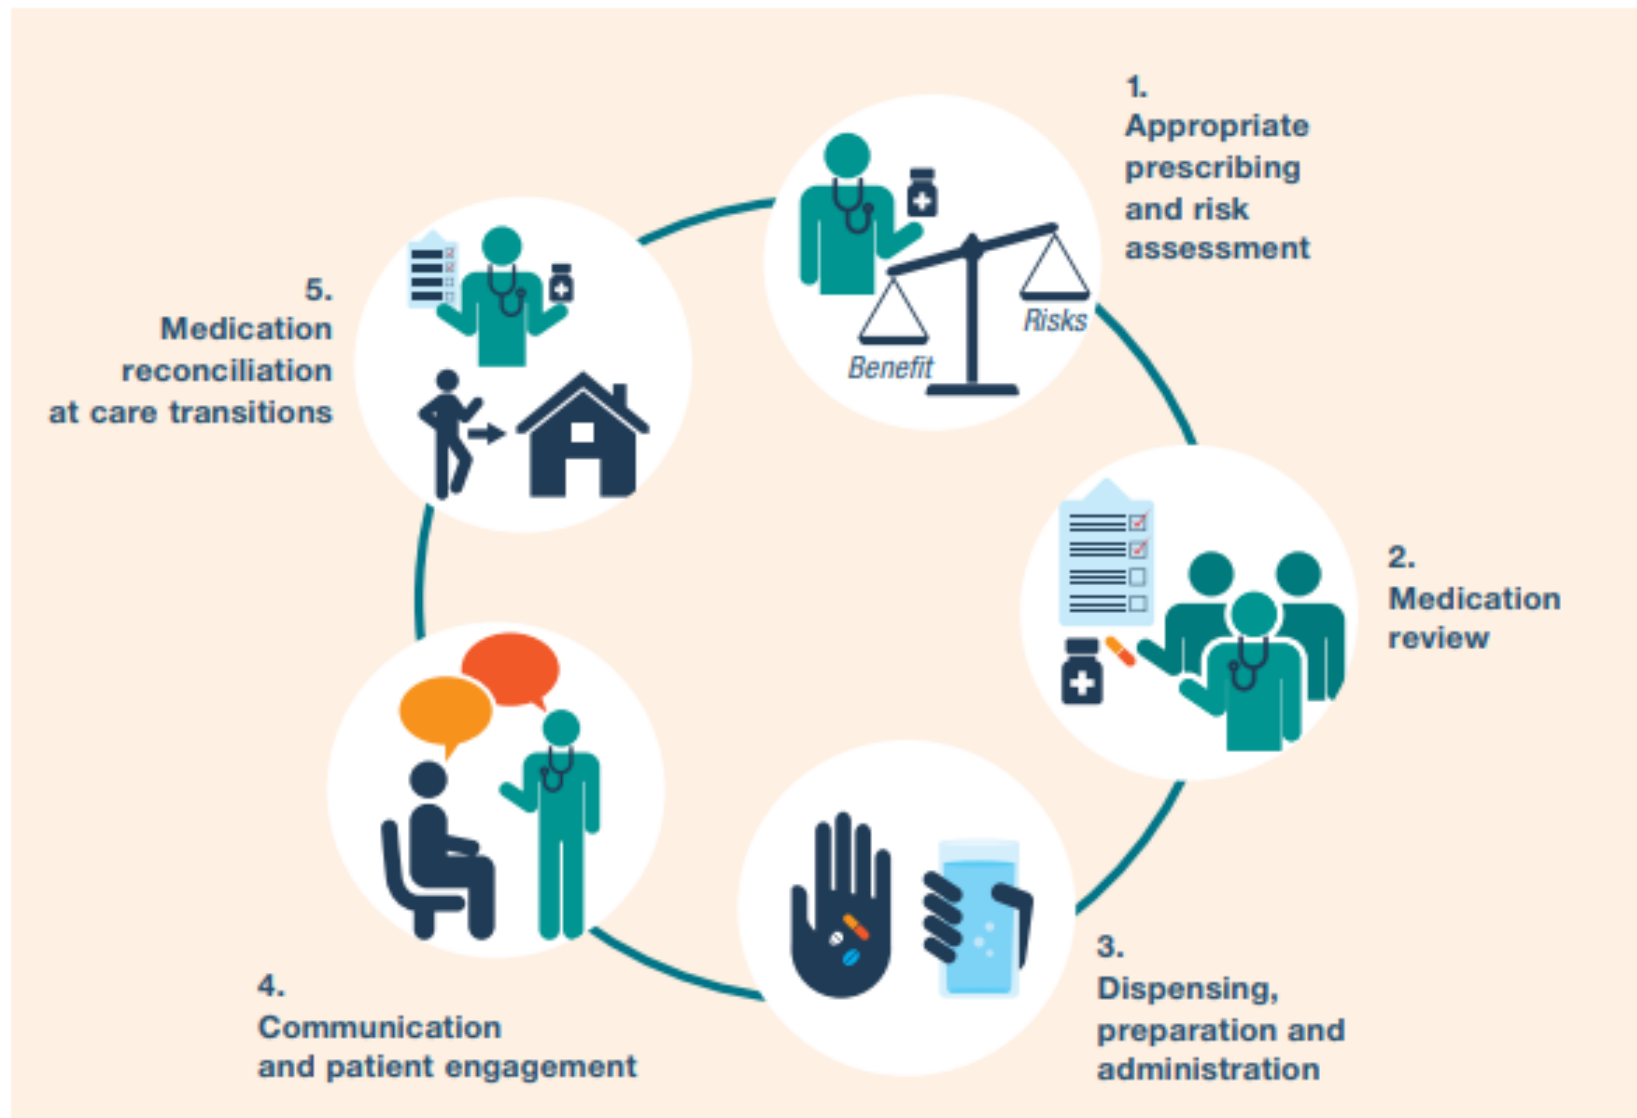 1.
Appropriate
prescribing
and risk
assessment
Risks
Benefit
2.
Medication
review
3.
Dispensing,
preparation and
administration
4.
Communication
and patient engagement
5.
Medication
reconciliation
at care transitions